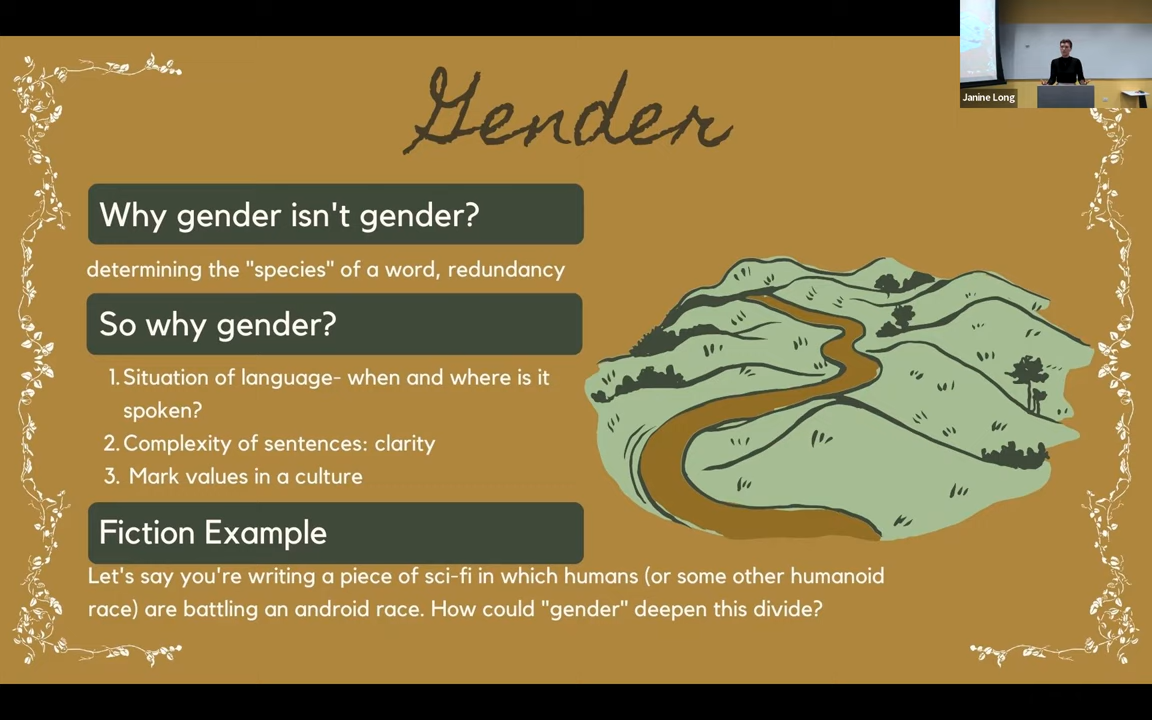 Gender
Janine Long
Why gender isn't gender?
determining the "species" of a word, redundancy
So why gender?
1. Situation of language- when and where is it
spoken?
2. Complexity of sentences: clarity
3. Mark values in a culture
Fiction Example
Let's say you're writing a piece of sci-fi in which humans (or some other humanoid
race) are battling an android race. How could "gender" deepen this divide?